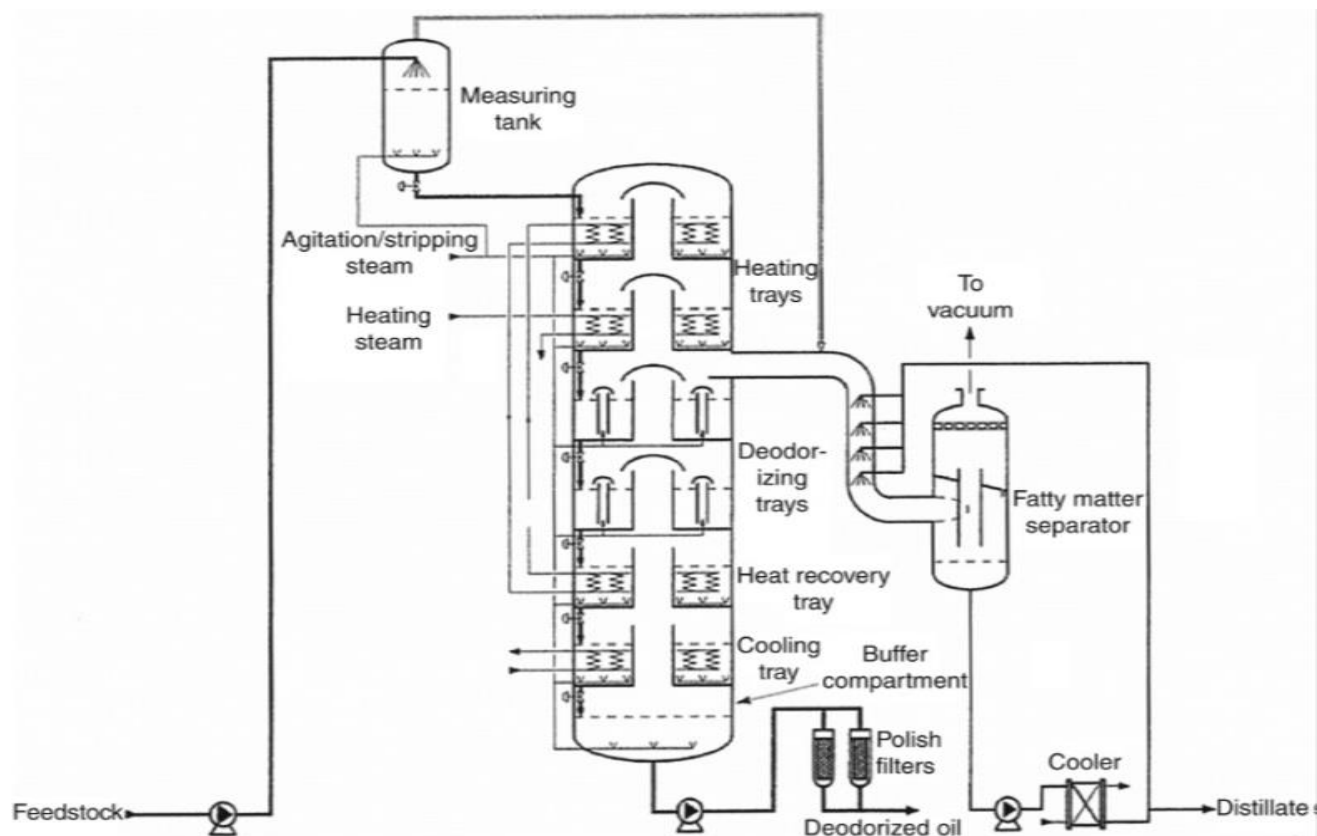 Measuring
tank
Agitation/stripping
steam
Heating
trays
Heating
steam
To
vacuum
Deodor-
izing
trays
Fatty matter
separator
Heat recovery
tray
Cooling
tray
Buffer
compartment
Polish
filters
Cooler
Feedstock
Deodorized oil
Distillate